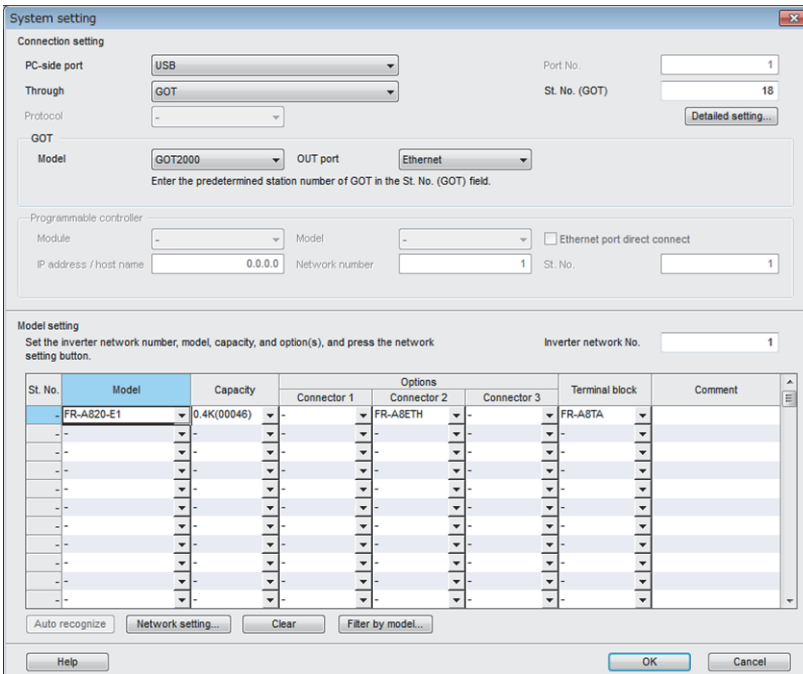 System setting
Connection setting
PC-side port USB Port No. 1
Through GOT St. No. (GOT) 18
Protocol - Detailed setting...
GOT
Model GOT2000 OUT port Ethernet
Enter the predetermined station number of GOT in the St. No. (GOT) field.
Programmable controller
Module - Model - Ethernet port direct connect
IP address / host name 0.0.0.0 Network number 1 St. No. 1
Model setting
Set the inverter network number, model, capacity, and option(s), and press the network Inverter network No. 1
setting button.
St. No. Model Capacity Options Terminal block Comment
Connector 1 Connector 2 Connector 3
- FR-A820-E1 0.4K(00046) - FR-A8ETH - FR-A8TA
- - - - - - -
- - - - - - -
- - - - - - -
- - - - - - -
- - - - - - -
- - - - - - -
- - - - - - -
- - - - - - -
- - - - - - -
- - - - - - -
Auto recognize Network setting... Clear Filter by model...
Help OK Cancel